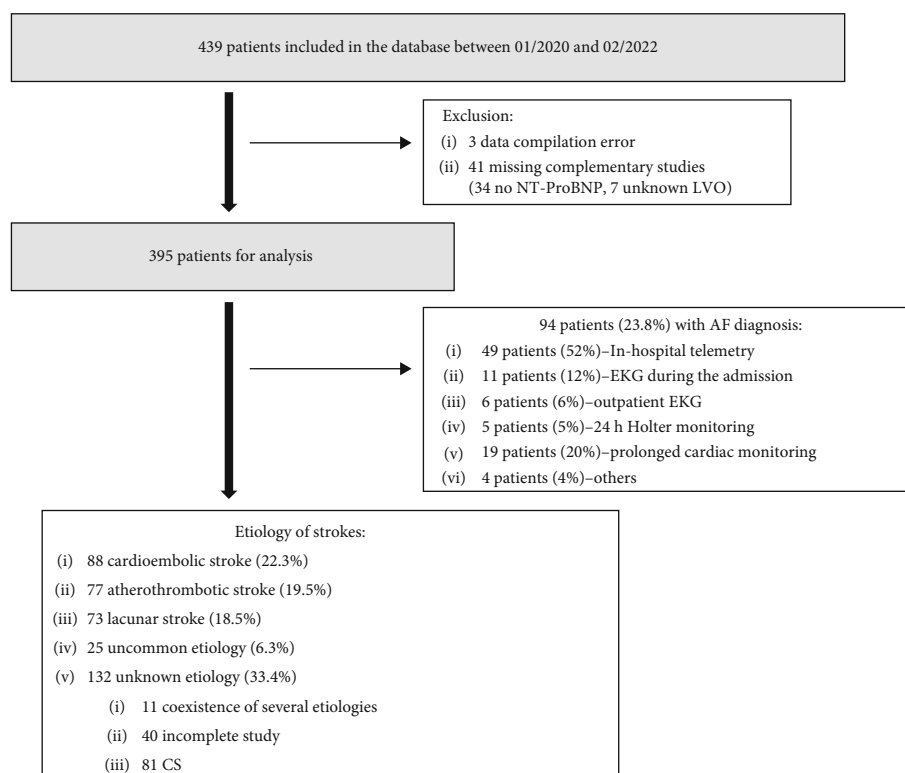 439 patients included in the database between 01/2020 and 02/2022
Exclusion:
(i) 3 data compilation error
(ii) 41 missing complementary studies
(34 no NT-ProBNP, 7 unknown LVO)
395 patients for analysis
94 patients (23.8%) with AF diagnosis:
(i) 49 patients (52%)–In-hospital telemetry
(ii) 11 patients (12%)–EKG during the admission
(iii) 6 patients (6%)–outpatient EKG
(iv) 5 patients (5%)–24 h Holter monitoring
(v) 19 patients (20%)–prolonged cardiac monitoring
(vi) 4 patients (4%)–others
Etiology of strokes:
(i) 88 cardioembolic stroke (22.3%)
(ii) 77 atherothrombotic stroke (19.5%)
(iii) 73 lacunar stroke (18.5%)
(iv) 25 uncommon etiology (6.3%)
(v) 132 unknown etiology (33.4%)
(i) 11 coexistence of several etiologies
(ii) 40 incomplete study
(iii) 81 CS